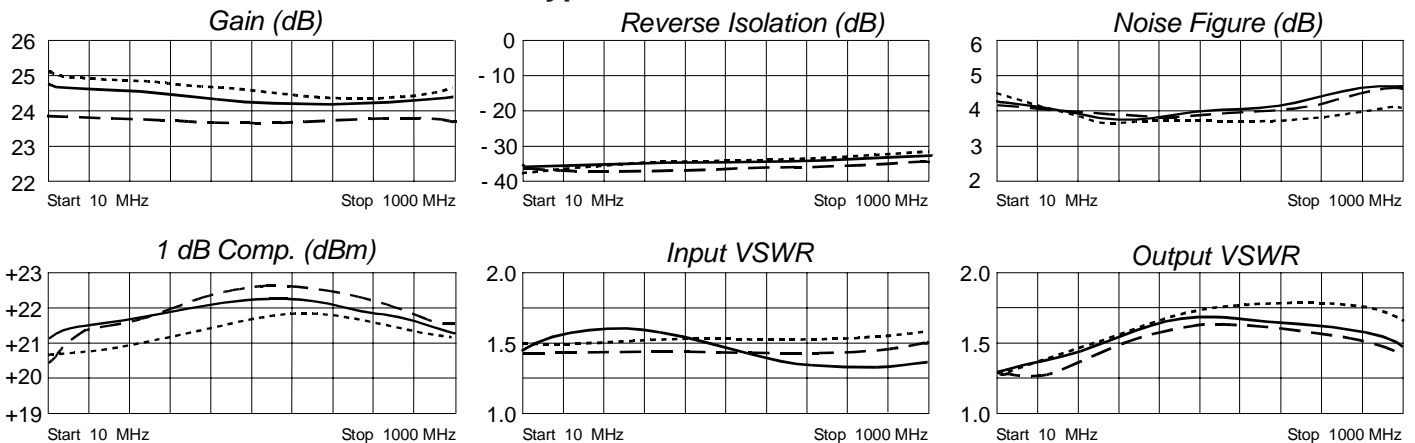 Gain (dB)
26
25
24
23
22
Start 10 MHz
Stop 1000 MHz
Reverse Isolation (dB)
0
- 10
- 20
- 30
- 40
Start 10 MHz
Stop 1000 MHz
Noise Figure (dB)
6
5
4
3
2
Start 10 MHz
Stop 1000 MHz
1 dB Comp. (dBm)
+23
+22
+21
+20
+19
Start 10 MHz
Stop 1000 MHz
Input VSWR
2.0
1.5
1.0
Start 10 MHz
Stop 1000 MHz
Output VSWR
2.0
1.5
1.0
Start 10 MHz
Stop 1000 MHz